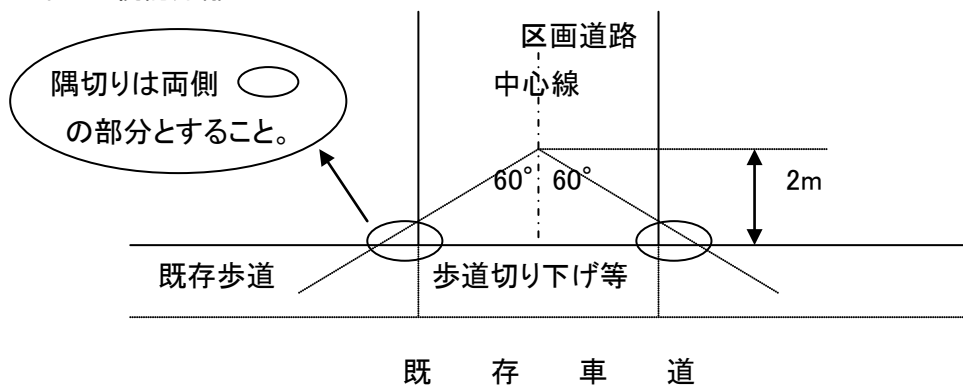 区画道路
中心線
隅切りは両側
の部分とすること。
60° 60°
2m
既存歩道
歩道切り下げ等
既 存 車 道